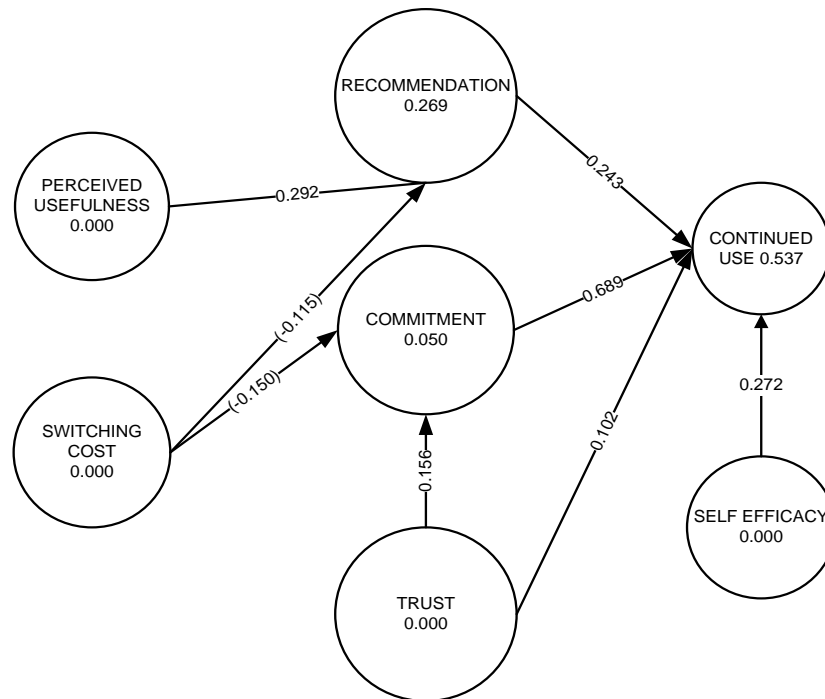 RECOMMENDATION
0.269
PERCEIVED
USEFULNESS
0.000
0.292
0.243
CONTINUED
USE 0.537
(-0.115)
COMMITMENT
0.050
0.689
(-0.150)
SWITCHING
COST
0.000
0.156
0.102
0.272
SELF EFFICACY
0.000
TRUST
0.000